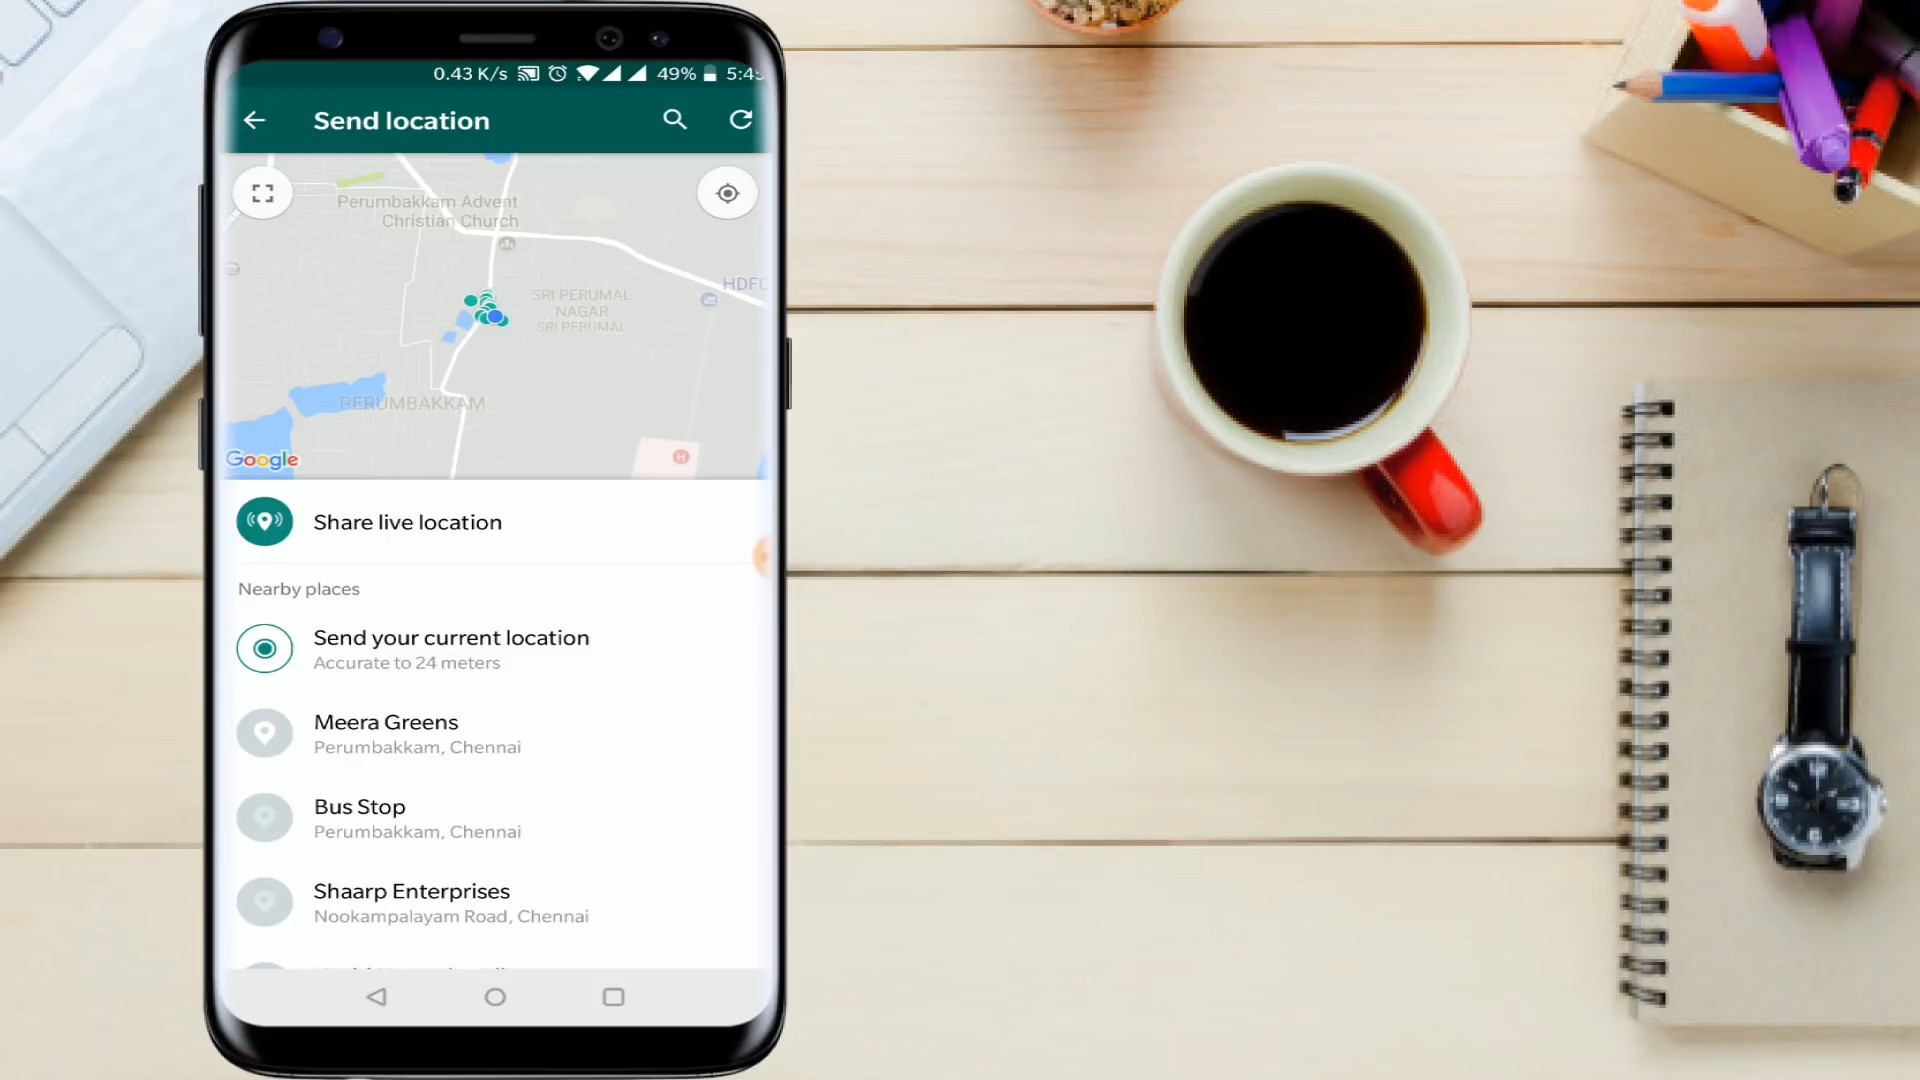 0.43 K/s 49%
Send location
Perumbakkam Advent
Christian Church
HDFC
SRI PERUMAL
NAGAR
SRI PERUMAL
PERUMBAKKAM
H
Google
Share live location
Nearby places
Send your current location
Accurate to 24 meters
Meera Greens
Perumbakkam, Chennai
Bus Stop
Perumbakkam, Chennai
Shaarp Enterprises
Nookampalayam Road, Chennai